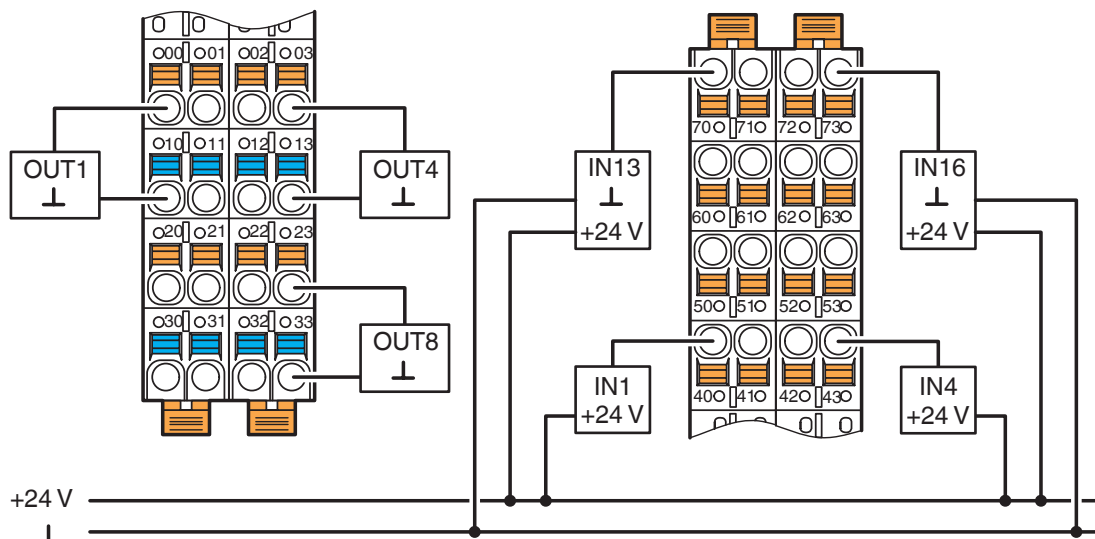 00 01 02 03
10 11 12 13
OUT1
OUT4
20 21 22 23
30 31 32 33
OUT8
70 71 72 73
IN13
+24 V
IN16
+24 V
60 61 62 63
50 51 52 53
IN1
+24 V
IN4
+24 V
40 41 42 43
+24 V